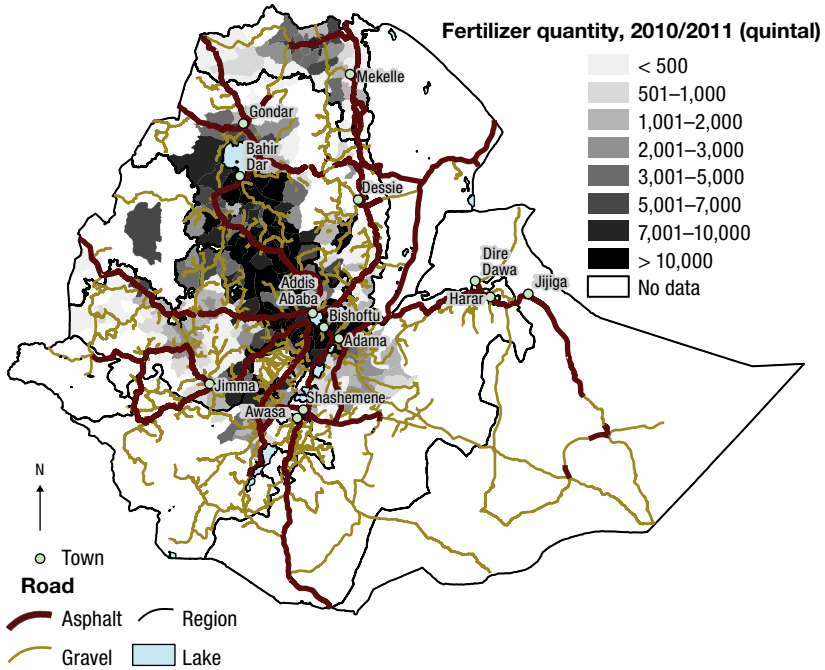 Fertilizer quantity, 2010/2011 (quintal)
< 500
501–1,000
1,001–2,000
2,001–3,000
3,001–5,000
5,001–7,000
7,001–10,000
> 10,000
No data
Mekelle
Gondar
Bahir
Dar
Dessie
Dire
Dawa
Jijiga
Harar
Addis
Ababa
Bishoftu
Adama
Jimma
Shashemene
Awasa
N
Town
Road
Asphalt
Region
Gravel
Lake